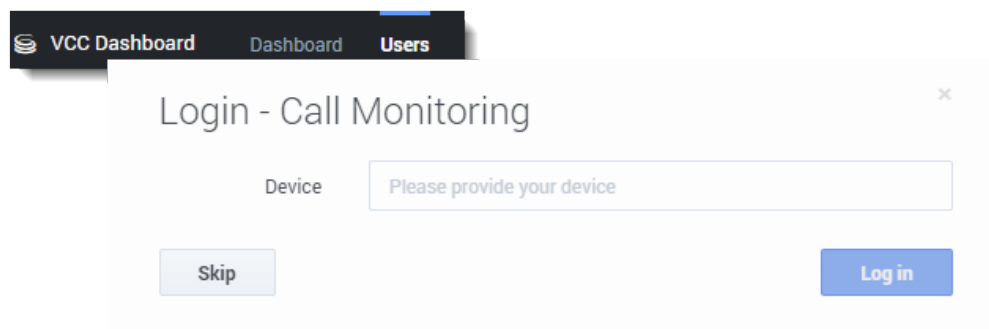 VCC Dashboard Dashboard Users
Login - Call Monitoring ×
Device Please provide your device
Skip Log in